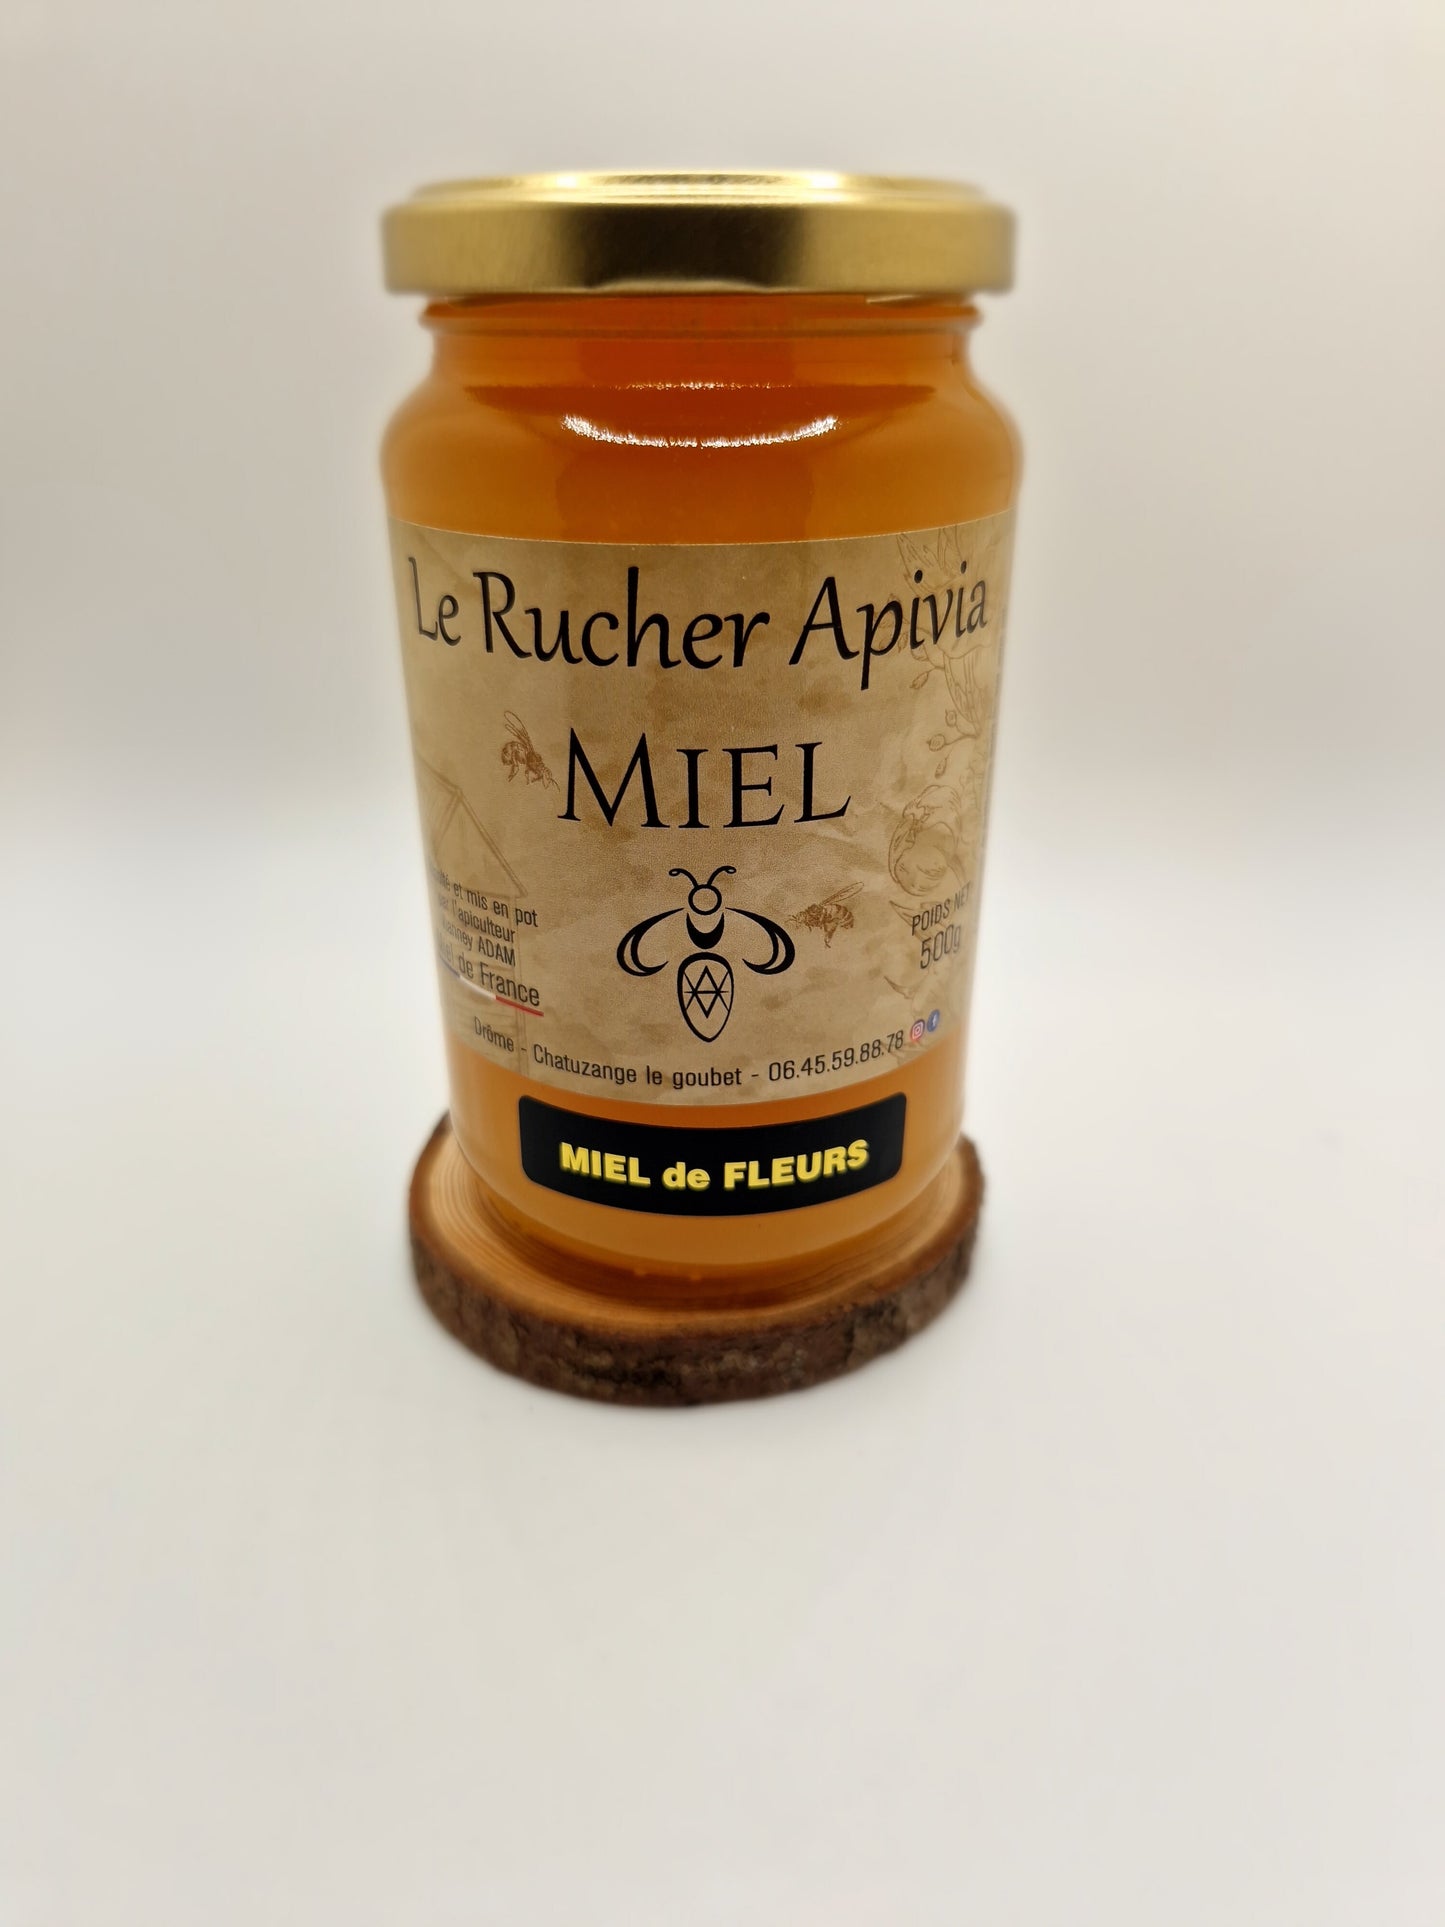 Le Rucher Apivia
MIEL
et mis en pot
l'apiculteur
ADAM
de France
POIDS NET
500g
Drôme - Chatuzange le goubet - 06.45.59.88.78
MIEL de FLEURS